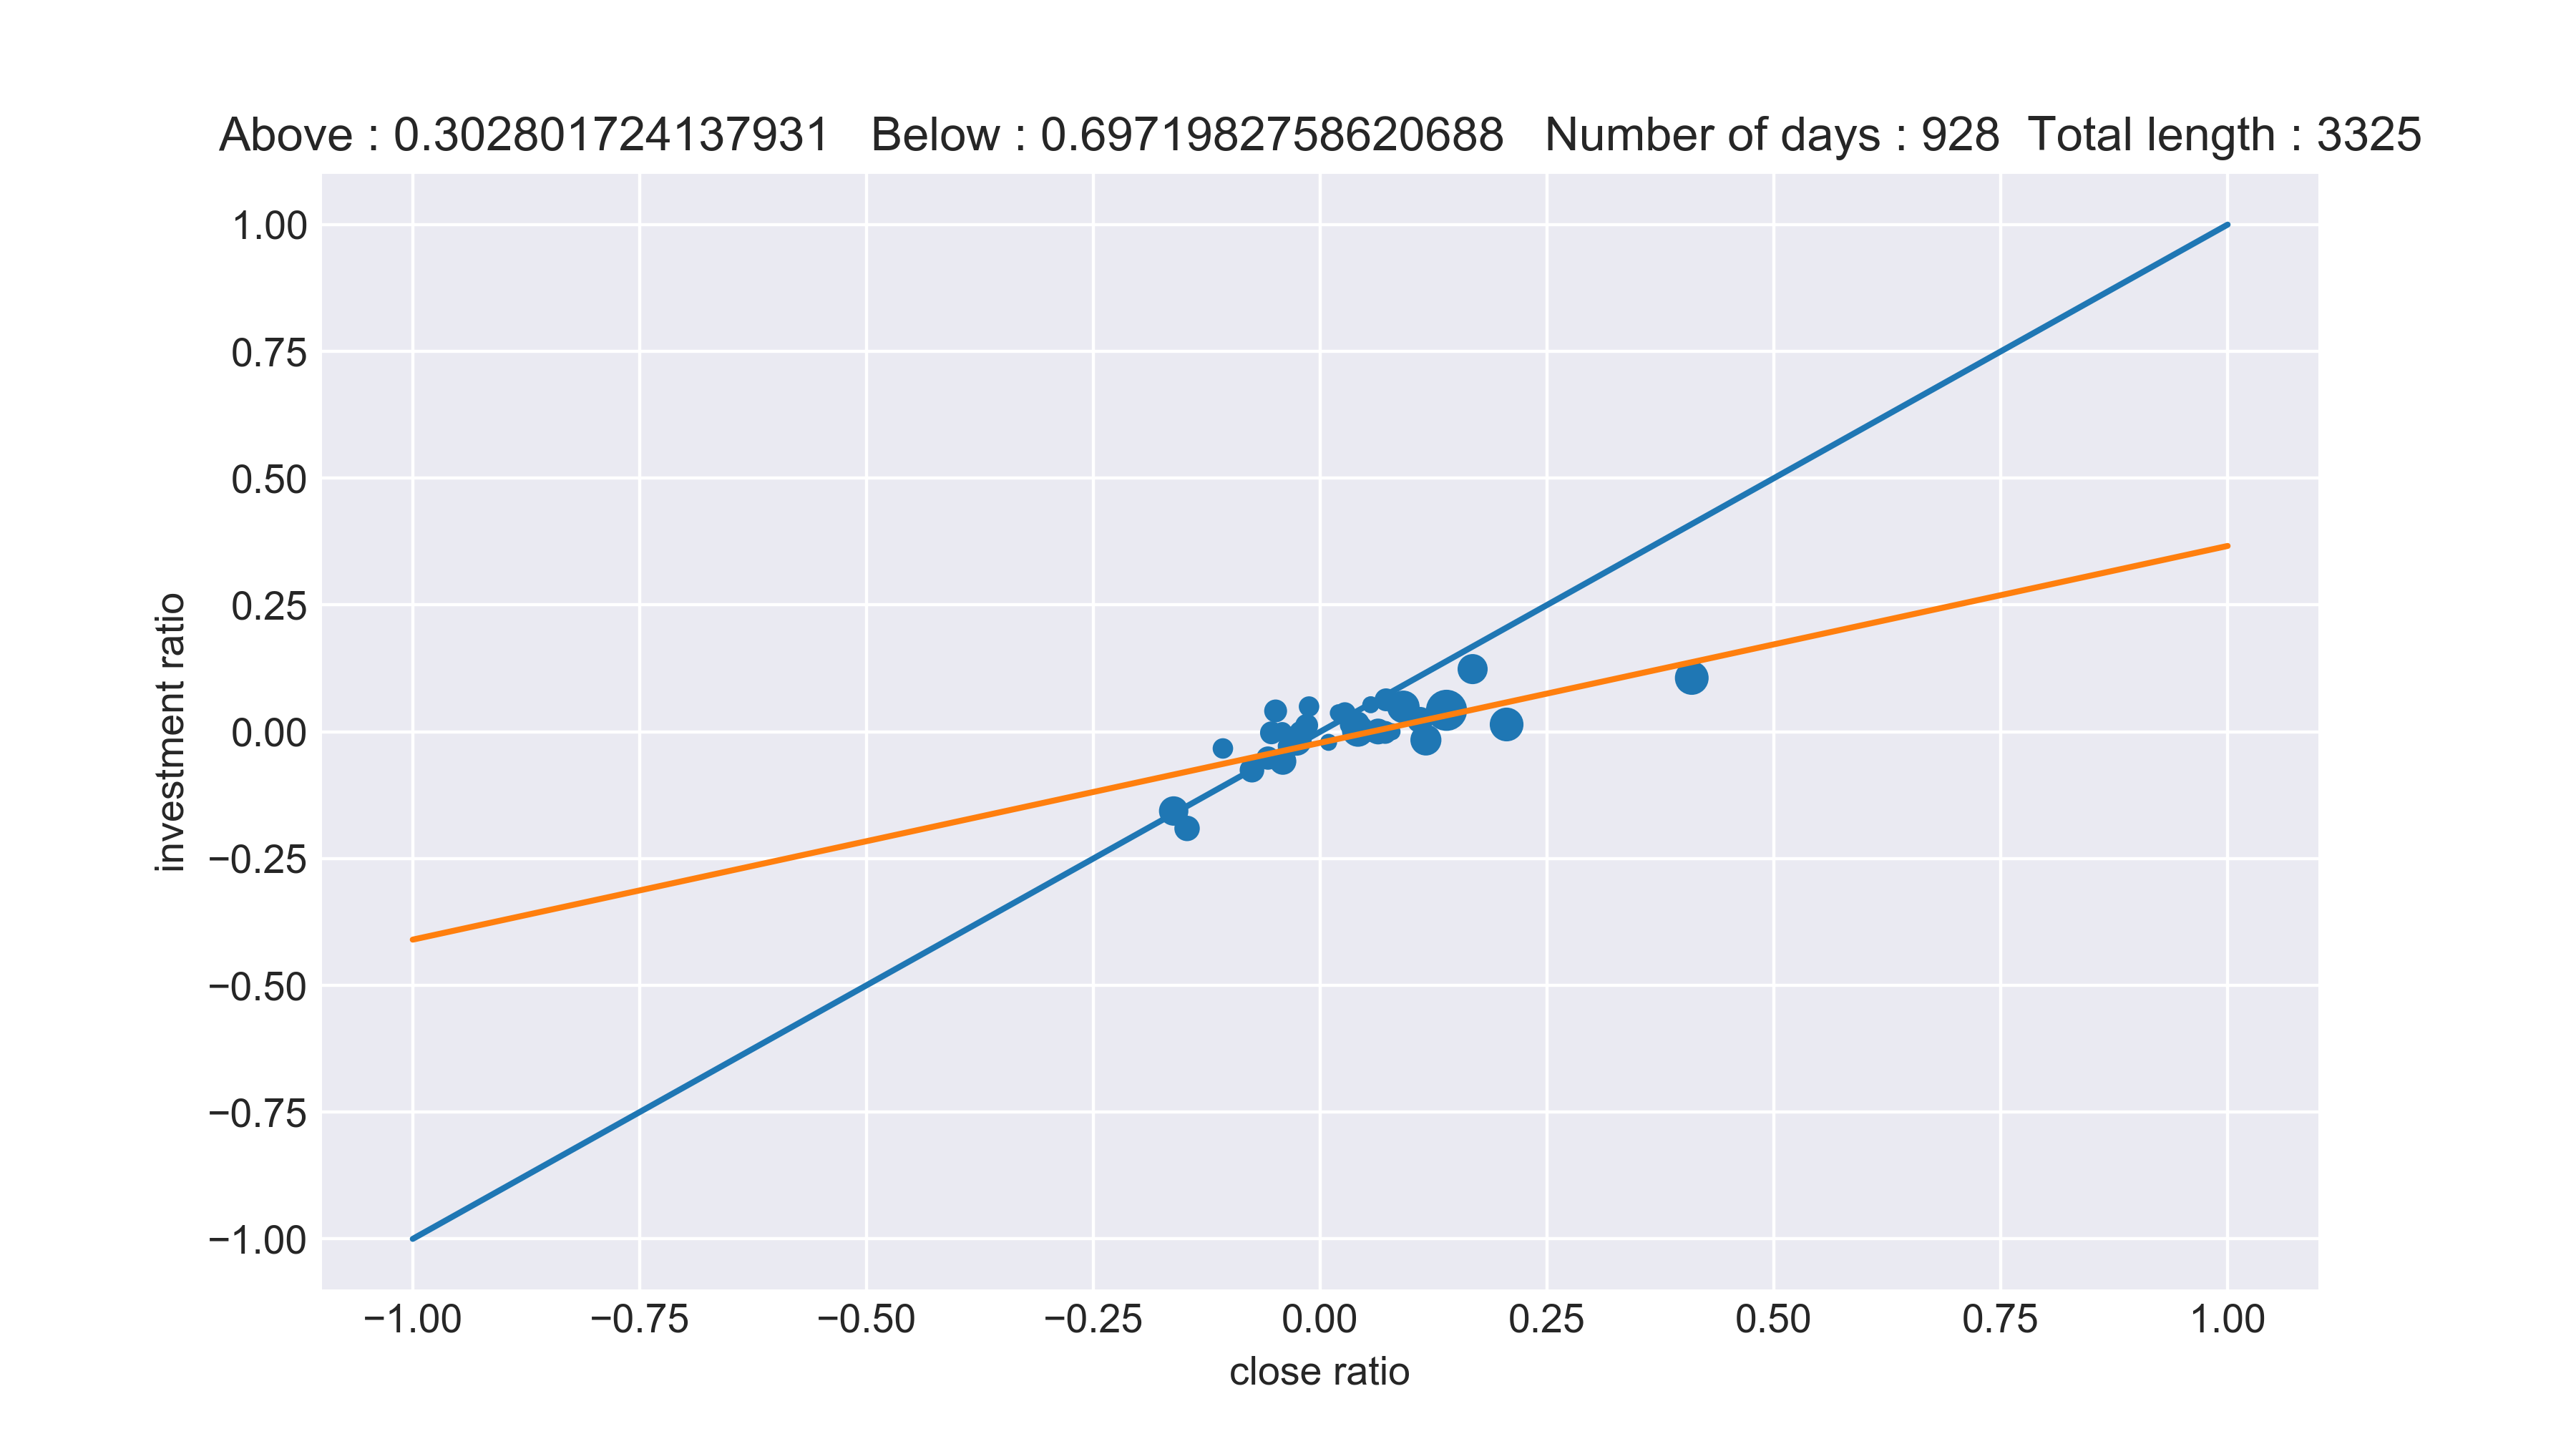 Above : 0.302801724137931   Below : 0.6971982758620688   Number of days : 928  Total length : 3325
1.00
0.75
0.50
0.25
0.00
−0.25
−0.50
−0.75
−1.00
investment ratio
−1.00 −0.75 −0.50 −0.25 0.00 0.25 0.50 0.75 1.00
close ratio